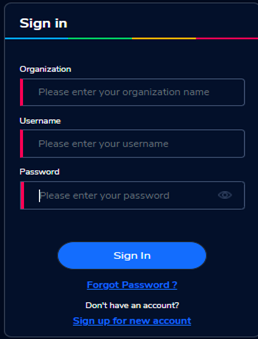 Sign in
Organization
Please enter your organization name
Username
Please enter your username
Password
Please enter your password
Sign In
Forgot Password ?
Don't have an account?
Sign up for new account